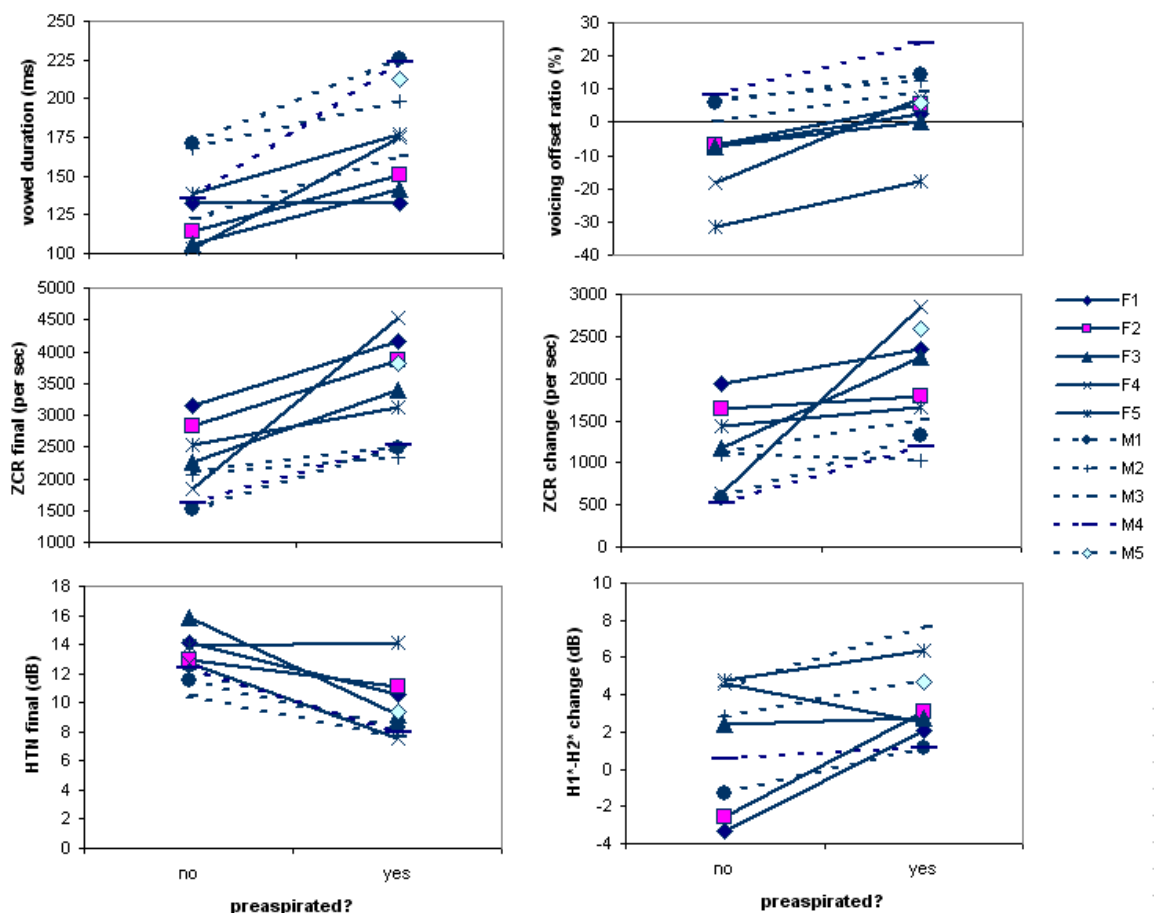 vowel duration (ms)
250
225
200
175
150
125
100
voicing offset ratio (%)
30
20
10
0
-10
-20
-30
-40
ZCR final (per sec)
5000
4500
4000
3500
3000
2500
2000
1500
1000
ZCR change (per sec)
3000
2500
2000
1500
1000
500
0
F1
F2
F3
F4
F5
M1
M2
M3
M4
M5
HTN final (dB)
18
16
14
12
10
8
6
4
2
0
no
yes
preaspirated?
H1*-H2* change (dB)
10
8
6
4
2
0
-2
-4
no
yes
preaspirated?